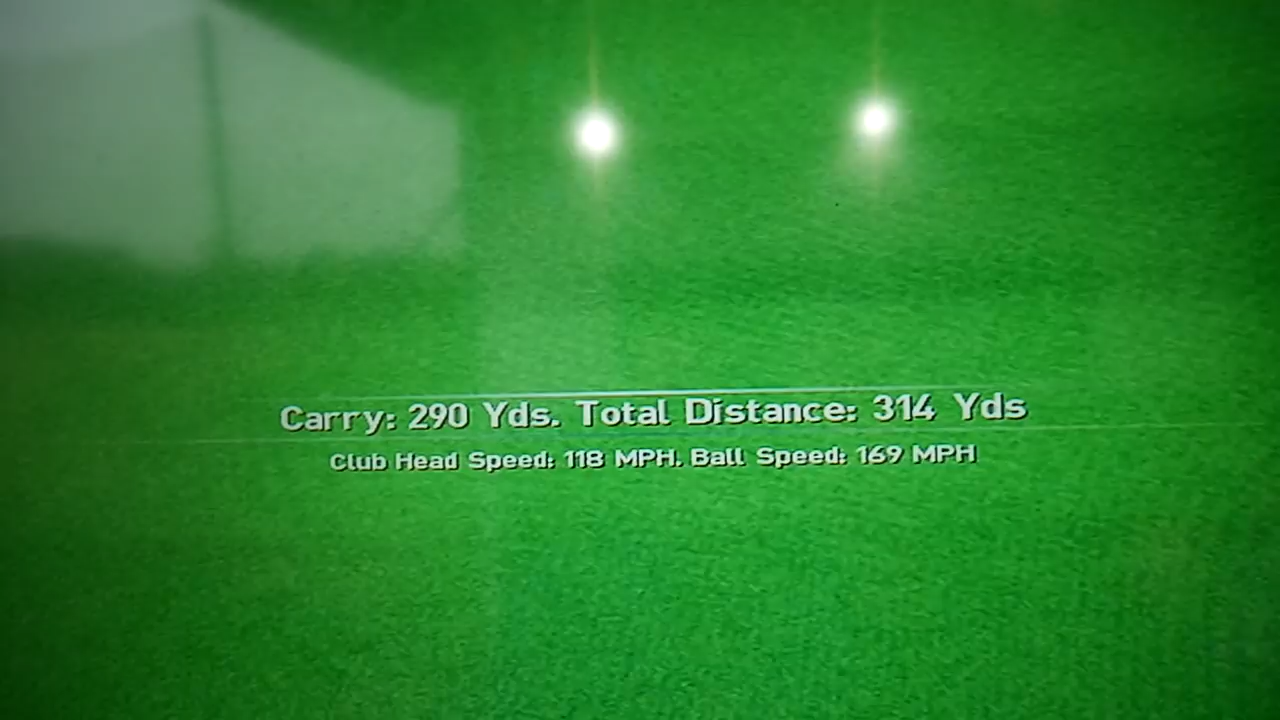 Carry: 290 Yds. Total Distance: 314 Yds
Club Head Speed: 118 MPH. Ball Speed: 169 MPH